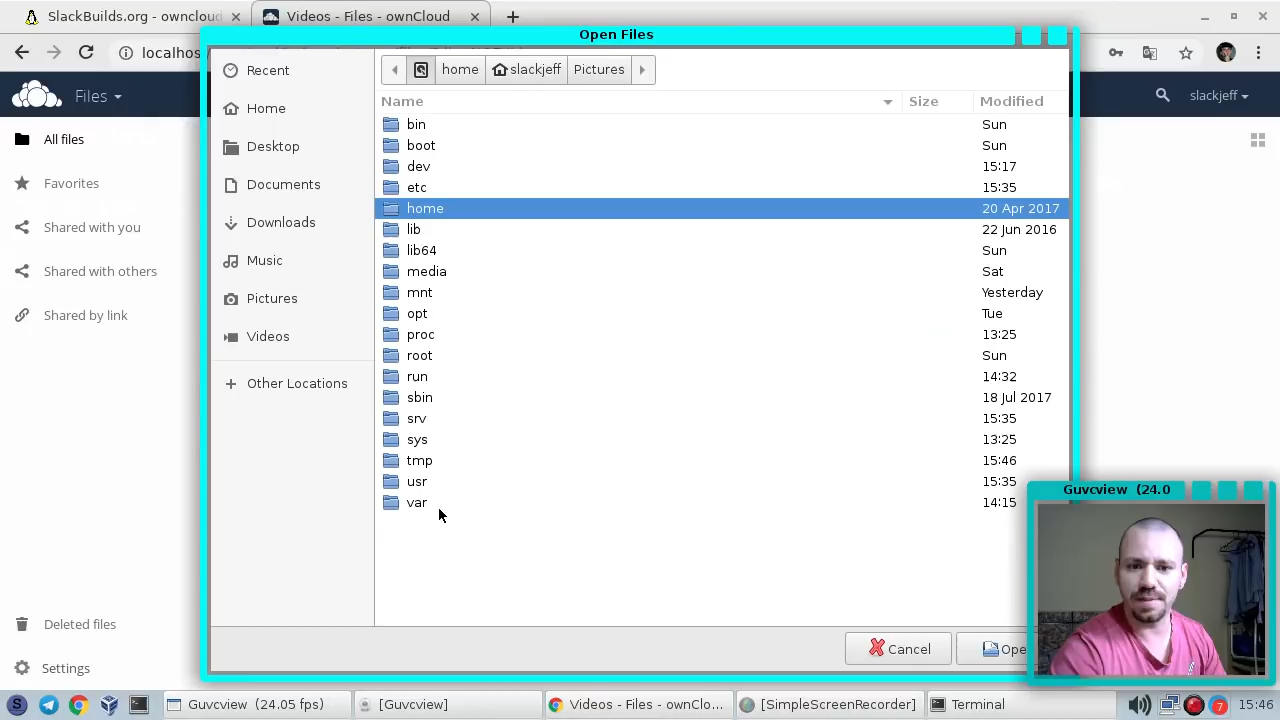 SlackBuilds.org - owncloud
Videos - Files - ownCloud
Open Files
localhos
Files
slackjeff
All files
Favorites
Shared with you
Shared with others
Shared by link
Deleted files
Settings
Recent
Home
Desktop
Documents
Downloads
Music
Pictures
Videos
Other Locations
home slackjeff Pictures
Name Size Modified
bin Sun
boot Sun
dev 15:17
etc 15:35
home 20 Apr 2017
lib 22 Jun 2016
lib64 Sun
media Sat
mnt Yesterday
opt Tue
proc 13:25
root Sun
run 14:32
sbin 18 Jul 2017
srv 15:35
sys 13:25
tmp 15:46
usr 15:35
var 14:15
Cancel Ope
Guvcview (24.0
Guvcview (24.05 fps) [Guvcview] Videos - Files - ownClo... [SimpleScreenRecorder] Terminal 7 15:46